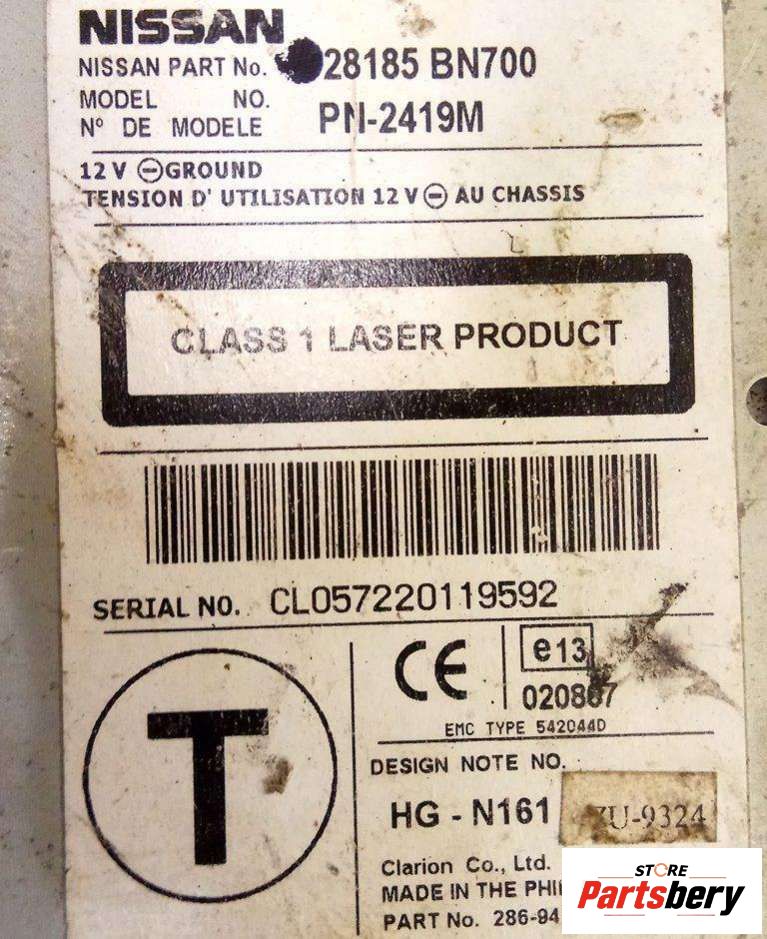 NISSAN
NISSAN PART No. 28185 BN700
MODEL NO.
N° DE MODELE PN-2419M
12 V ⊖ GROUND
TENSION D' UTILISATION 12 V ⊖ AU CHASSIS
CLASS 1 LASER PRODUCT
SERIAL NO. CL057220119592
T
CE
e13
020867
EMC TYPE 542044D
DESIGN NOTE NO.
HG - N161
ZU-9324
Clarion Co., Ltd.
MADE IN THE
PART No. 286-94
STORE
Partsbery